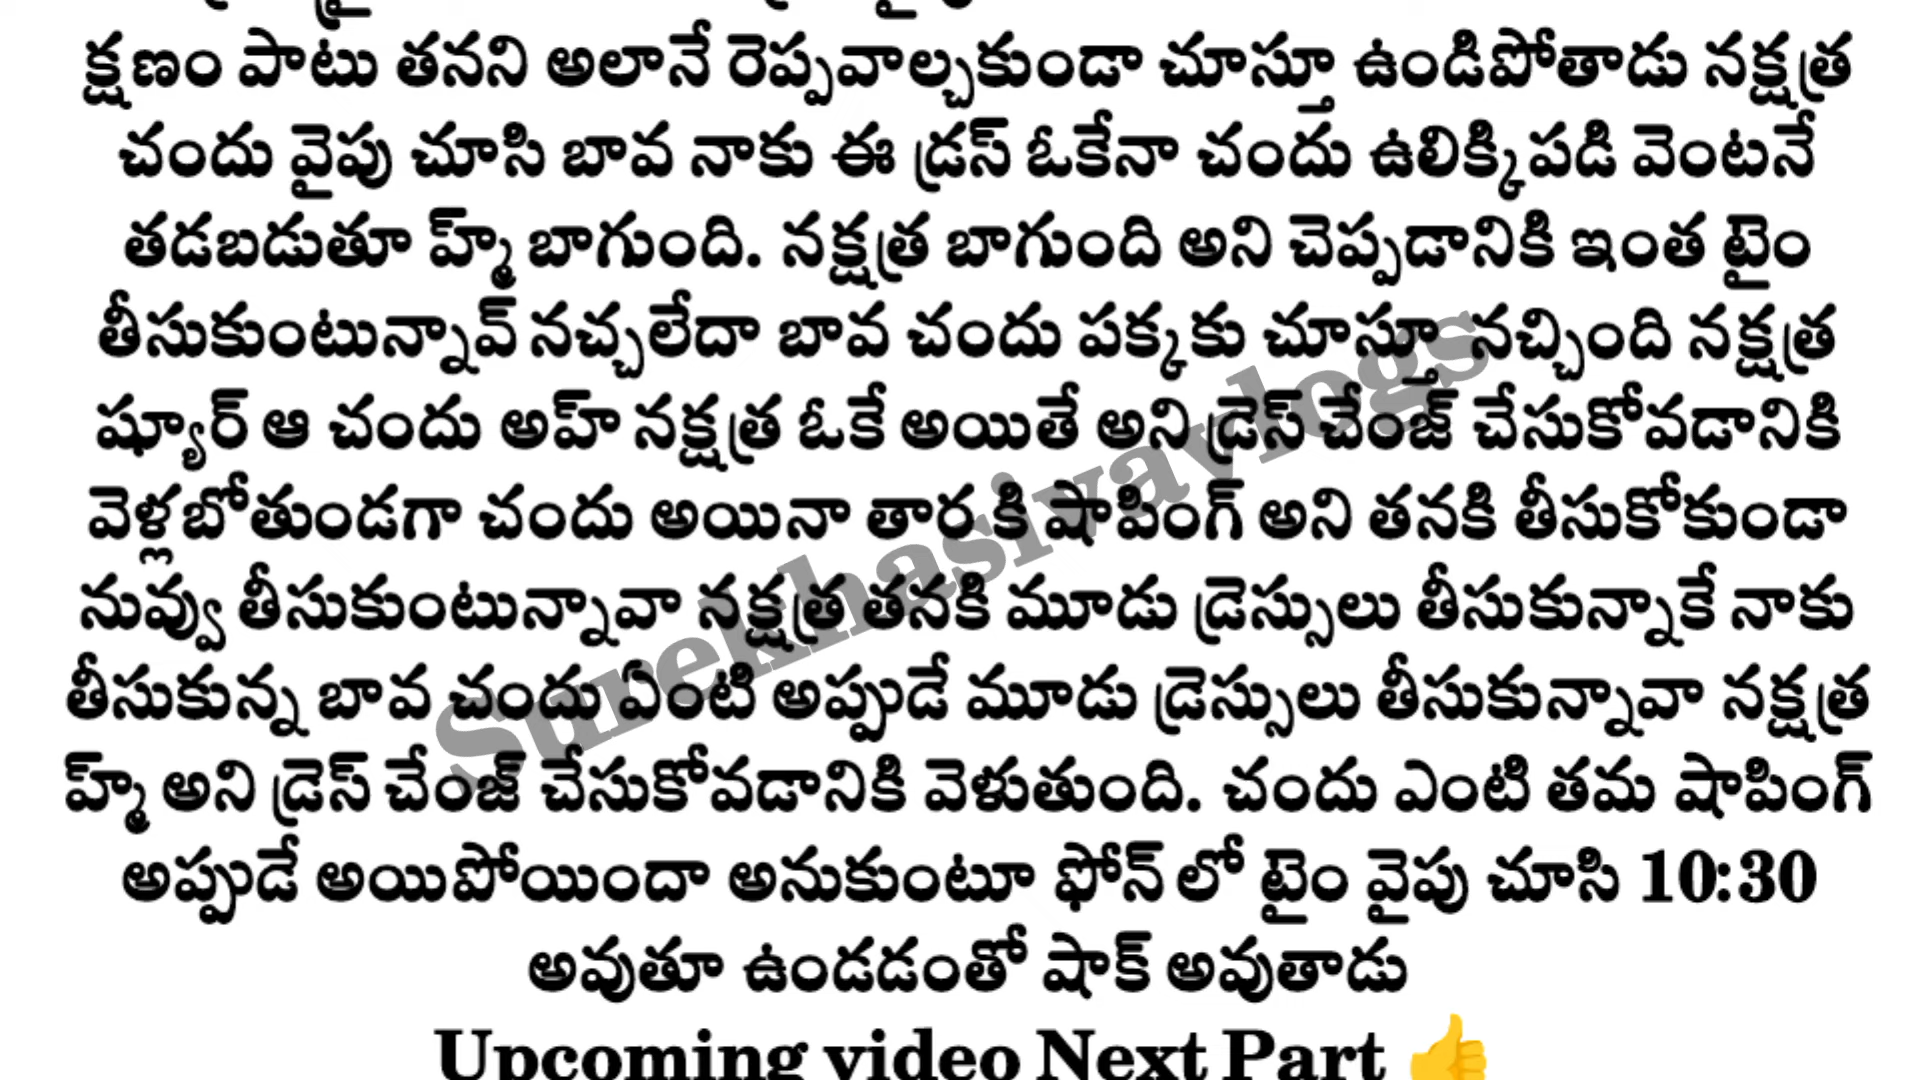 క్షణం పాటు తనని అలానే రెప్పవాల్చకుండా చూస్తూ ఉండిపోతాడు నక్షత్ర
చందు వైపు చూసి బావ నాకు ఈ డ్రస్ ఓకేనా చందు ఉలిక్కిపడి వెంటనే
తడబడుతూ హ్మ్ బాగుంది. నక్షత్ర బాగుంది అని చెప్పడానికి ఇంత టైం
తీసుకుంటున్నావ్ నచ్చలేదా బావ చందు పక్కకు చూస్తూ నచ్చింది నక్షత్ర
ష్యూర్ ఆ చందు అహ్ నక్షత్ర ఓకే అయితే అని డ్రెస్ చేంజ్ చేసుకోవడానికి
వెళ్లబోతుండగా చందు అయినా తార కి షాపింగ్ అని తనకి తీసుకోకుండా
నువ్వు తీసుకుంటున్నావా నక్షత్ర తనకి మూడు డ్రెస్సులు తీసుకున్నాకే నాకు
తీసుకున్న బావ చందు ఏంటి అప్పుడే మూడు డ్రెస్సులు తీసుకున్నావా నక్షత్ర
హ్మ్ అని డ్రెస్ చేంజ్ చేసుకోవడానికి వెళుతుంది. చందు ఎంటి తమ షాపింగ్
అప్పుడే అయిపోయిందా అనుకుంటూ ఫోన్ లో టైం వైపు చూసి 10:30
అవుతూ ఉండడంతో షాక్ అవుతాడు
Upcoming video Next Part 👍
Surekhasivavlogs